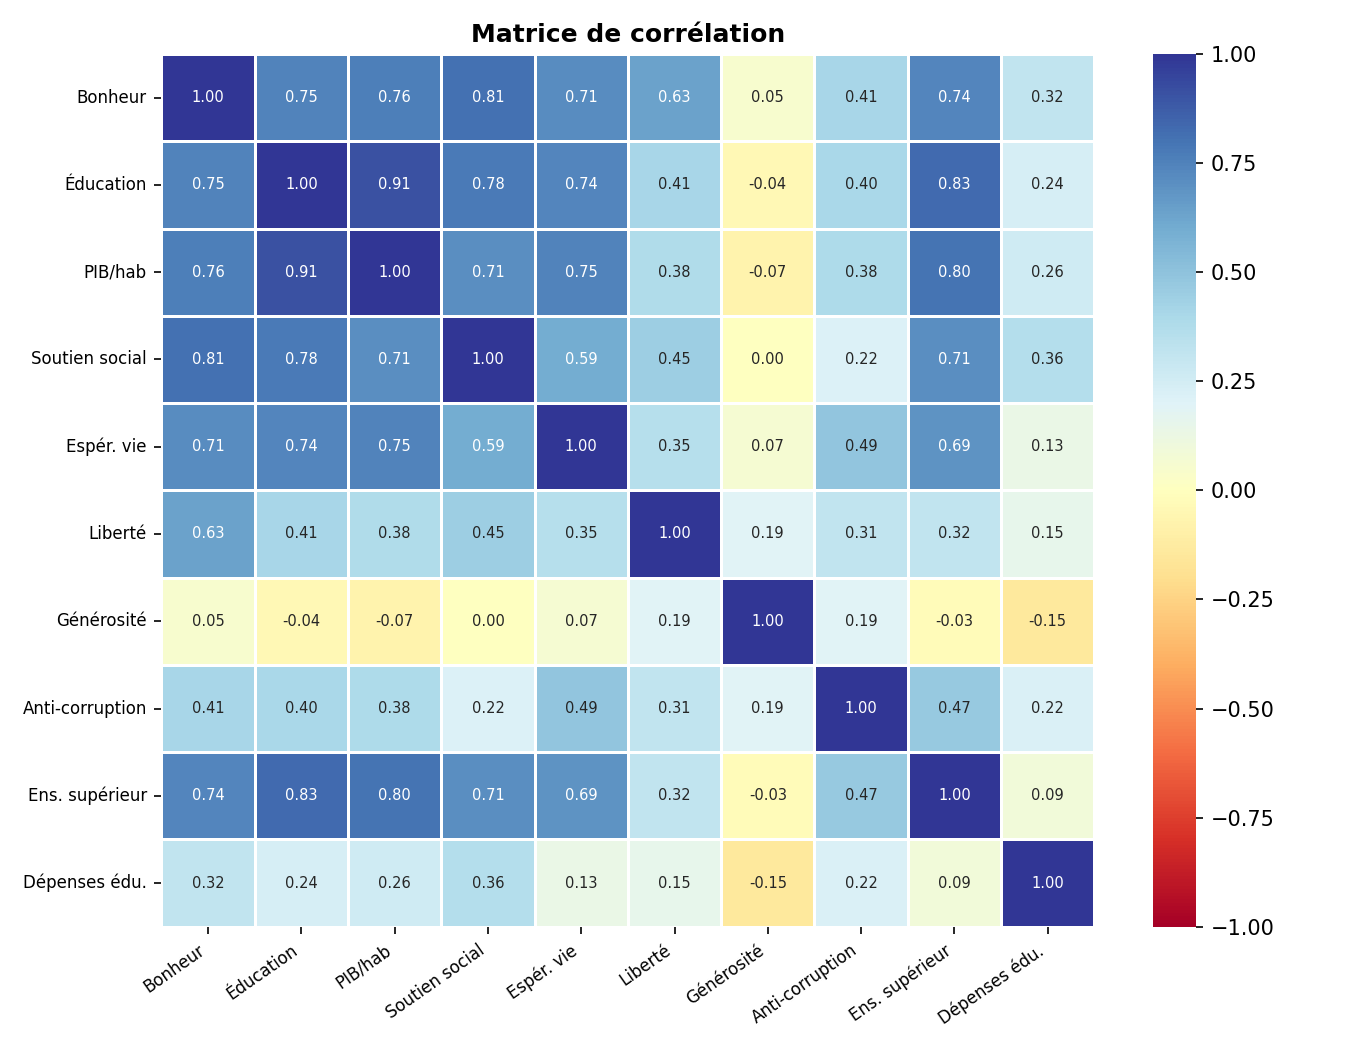 Matrice de corrélation
Bonheur 1.00 0.75 0.76 0.81 0.71 0.63 0.05 0.41 0.74 0.32
Éducation 0.75 1.00 0.91 0.78 0.74 0.41 -0.04 0.40 0.83 0.24
PIB/hab 0.76 0.91 1.00 0.71 0.75 0.38 -0.07 0.38 0.80 0.26
Soutien social 0.81 0.78 0.71 1.00 0.59 0.45 0.00 0.22 0.71 0.36
Espér. vie 0.71 0.74 0.75 0.59 1.00 0.35 0.07 0.49 0.69 0.13
Liberté 0.63 0.41 0.38 0.45 0.35 1.00 0.19 0.31 0.32 0.15
Générosité 0.05 -0.04 -0.07 0.00 0.07 0.19 1.00 0.19 -0.03 -0.15
Anti-corruption 0.41 0.40 0.38 0.22 0.49 0.31 0.19 1.00 0.47 0.22
Ens. supérieur 0.74 0.83 0.80 0.71 0.69 0.32 -0.03 0.47 1.00 0.09
Dépenses édu. 0.32 0.24 0.26 0.36 0.13 0.15 -0.15 0.22 0.09 1.00
Bonheur Éducation PIB/hab Soutien social Espér. vie Liberté Générosité Anti-corruption Ens. supérieur Dépenses édu.
1.00
0.75
0.50
0.25
0.00
−0.25
−0.50
−0.75
−1.00